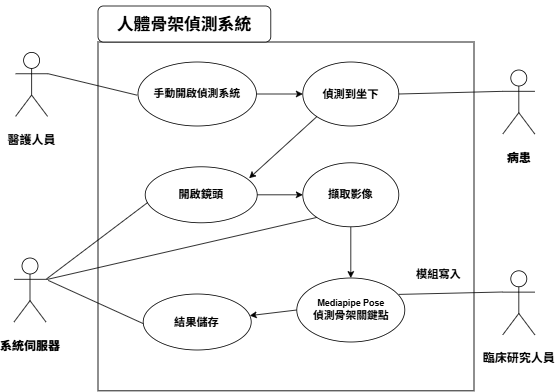 人體骨架偵測系統
手動開啟偵測系統
偵測到坐下
醫護人員
病患
開啟鏡頭
擷取影像
模組寫入
Mediapipe Pose
偵測骨架關鍵點
結果儲存
系統伺服器
臨床研究人員